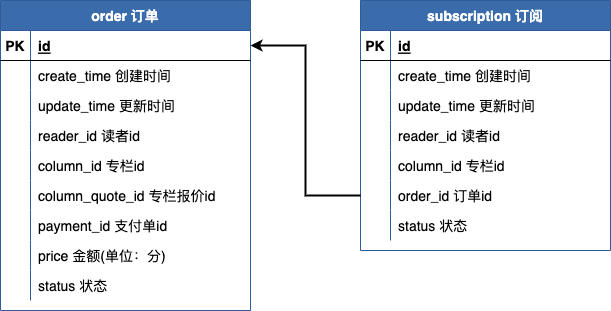 order 订单
PK id
create_time 创建时间
update_time 更新时间
reader_id 读者id
column_id 专栏id
column_quote_id 专栏报价id
payment_id 支付单id
price 金额(单位：分)
status 状态
subscription 订阅
PK id
create_time 创建时间
update_time 更新时间
reader_id 读者id
column_id 专栏id
order_id 订单id
status 状态